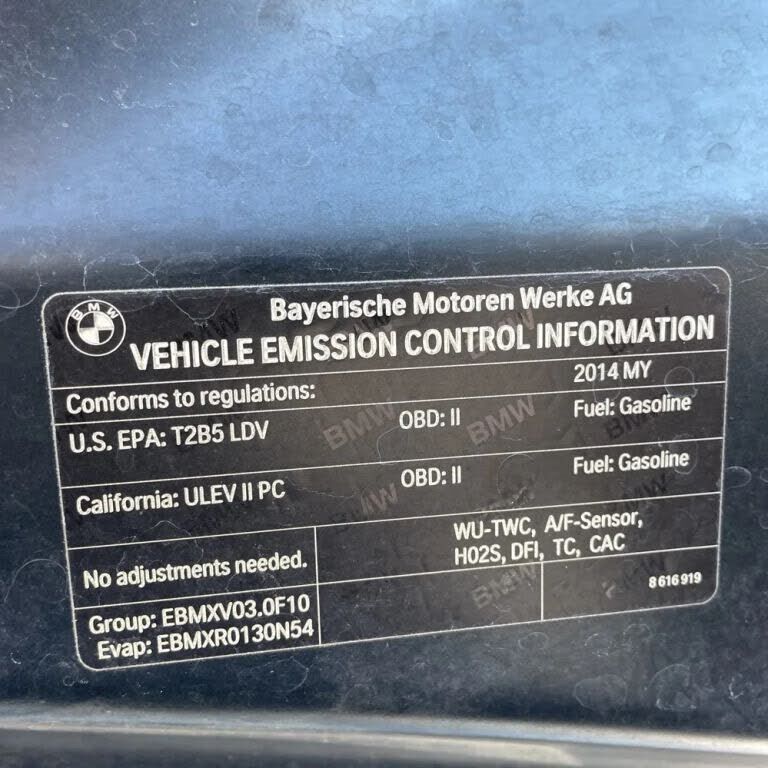 BMW
Bayerische Motoren Werke AG
VEHICLE EMISSION CONTROL INFORMATION
Conforms to regulations: 2014 MY
U.S. EPA: T2B5 LDV OBD: II Fuel: Gasoline
California: ULEV II PC OBD: II Fuel: Gasoline
No adjustments needed.
WU-TWC, A/F-Sensor,
H02S, DFI, TC, CAC
Group: EBMXV03.0F10
Evap: EBMXR0130N54
8 616 919